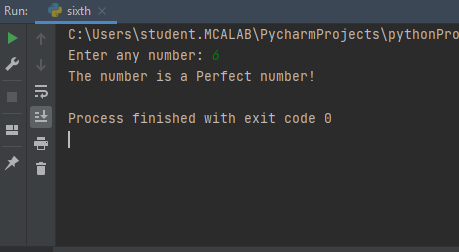 Run: sixth
C:\Users\student.MCALAB\PycharmProjects\pythonPro
Enter any number: 6
The number is a Perfect number!
Process finished with exit code 0